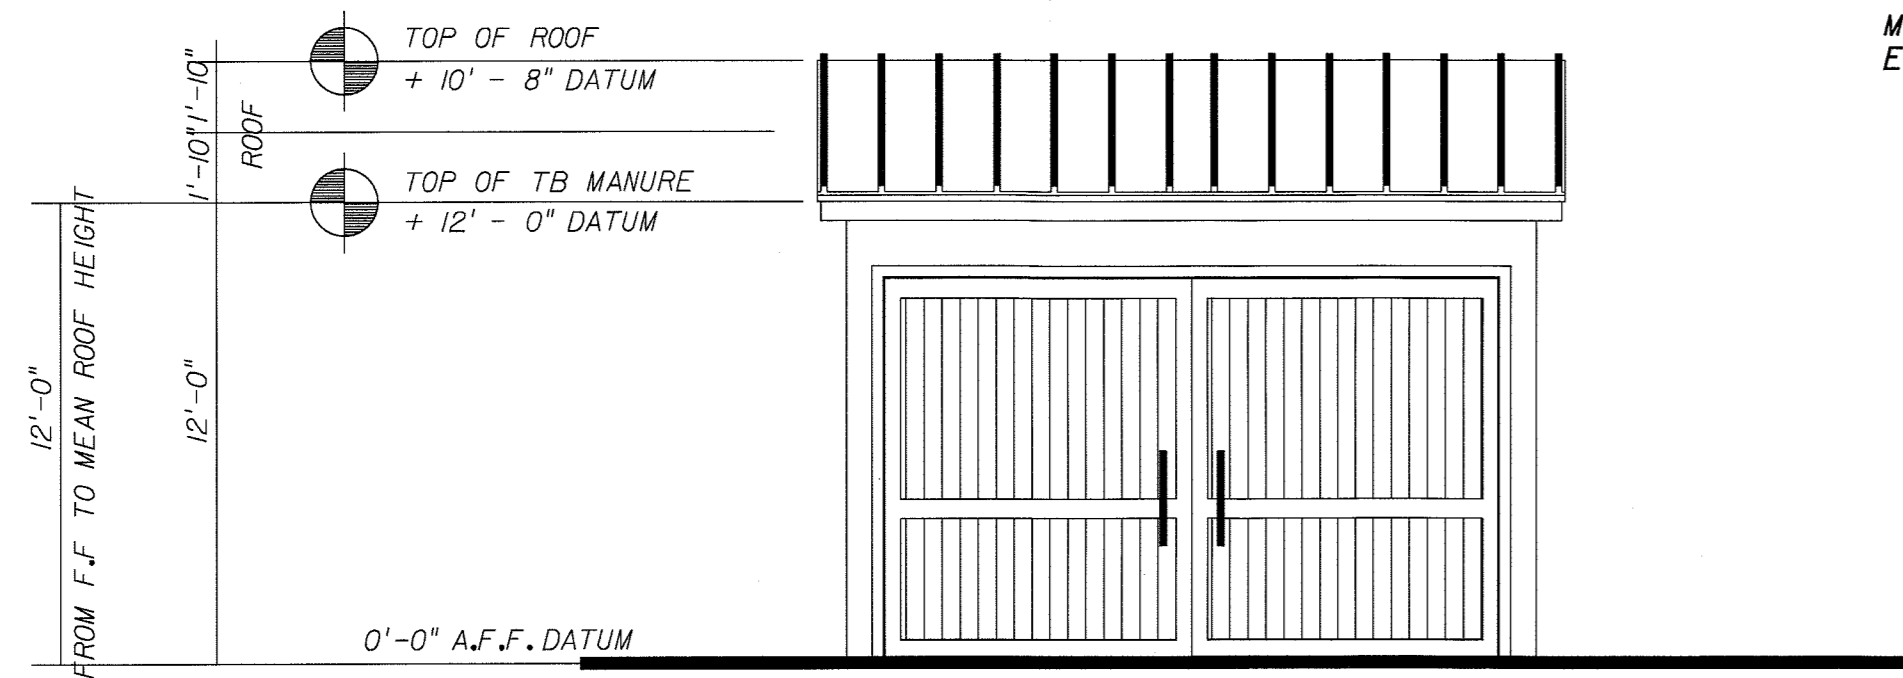 TOP OF ROOF
+ 10' - 8" DATUM
1'-10"
1'-10"
ROOF
TOP OF TB MANURE
+ 12' - 0" DATUM
12'-0"
FROM F.F TO MEAN ROOF HEIGHT
12'-0"
0'-0" A.F.F. DATUM
M
E